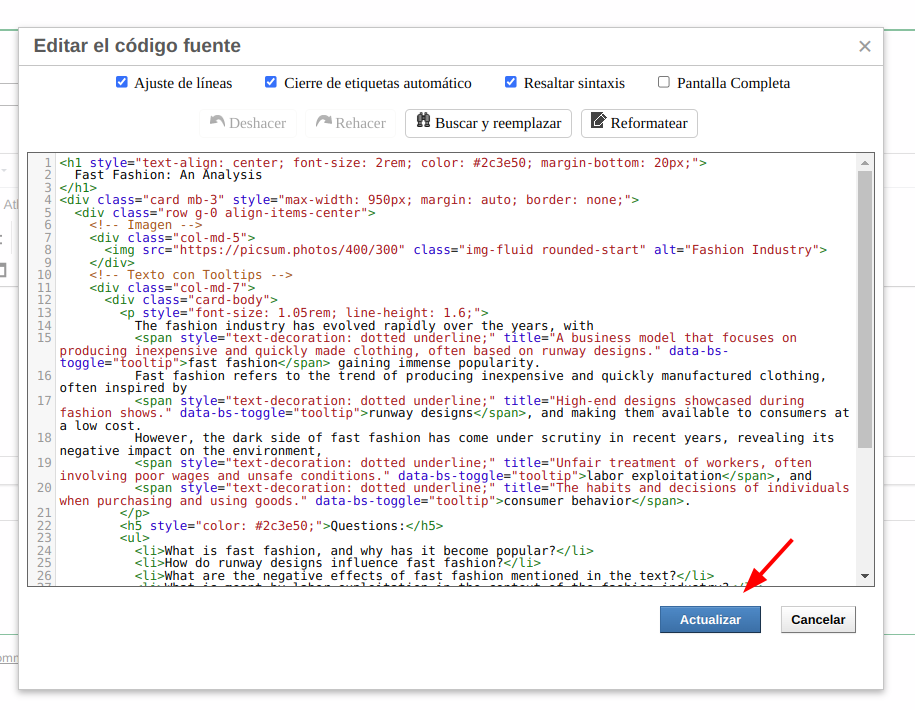 Editar el código fuente
Ajuste de líneas Cierre de etiquetas automático Resaltar sintaxis Pantalla Completa
Deshacer Rehacer Buscar y reemplazar Reformatear
1 <h1 style="text-align: center; font-size: 2rem; color: #2c3e50; margin-bottom: 20px;">
2 Fast Fashion: An Analysis
3 </h1>
4 <div class="card mb-3" style="max-width: 950px; margin: auto; border: none;">
5 <div class="row g-0 align-items-center">
6 <!-- Imagen -->
7 <div class="col-md-5">
8 <img src="https://picsum.photos/400/300" class="img-fluid rounded-start" alt="Fashion Industry">
9 </div>
10 <!-- Texto con Tooltips -->
11 <div class="col-md-7">
12 <div class="card-body">
13 <p style="font-size: 1.05rem; line-height: 1.6;">
14 The fashion industry has evolved rapidly over the years, with
15 <span style="text-decoration: dotted underline;" title="A business model that focuses on
producing inexpensive and quickly made clothing, often based on runway designs." data-bs-
toggle="tooltip">fast fashion</span> gaining immense popularity.
16 Fast fashion refers to the trend of producing inexpensive and quickly manufactured clothing,
often inspired by
17 <span style="text-decoration: dotted underline;" title="High-end designs showcased during
fashion shows." data-bs-toggle="tooltip">runway designs</span>, and making them available to consumers at
a low cost.
18 However, the dark side of fast fashion has come under scrutiny in recent years, revealing its
negative impact on the environment,
19 <span style="text-decoration: dotted underline;" title="Unfair treatment of workers, often
involving poor wages and unsafe conditions." data-bs-toggle="tooltip">labor exploitation</span>, and
20 <span style="text-decoration: dotted underline;" title="The habits and decisions of individuals
when purchasing and using goods." data-bs-toggle="tooltip">consumer behavior</span>.
21 </p>
22 <h5 style="color: #2c3e50;">Questions:</h5>
23 <ul>
24 <li>What is fast fashion, and why has it become popular?</li>
25 <li>How do runway designs influence fast fashion?</li>
26 <li>What are the negative effects of fast fashion mentioned in the text?</li>
27 <li>What is meant by labor exploitation in the context of the fashion industry?</li>
Actualizar Cancelar